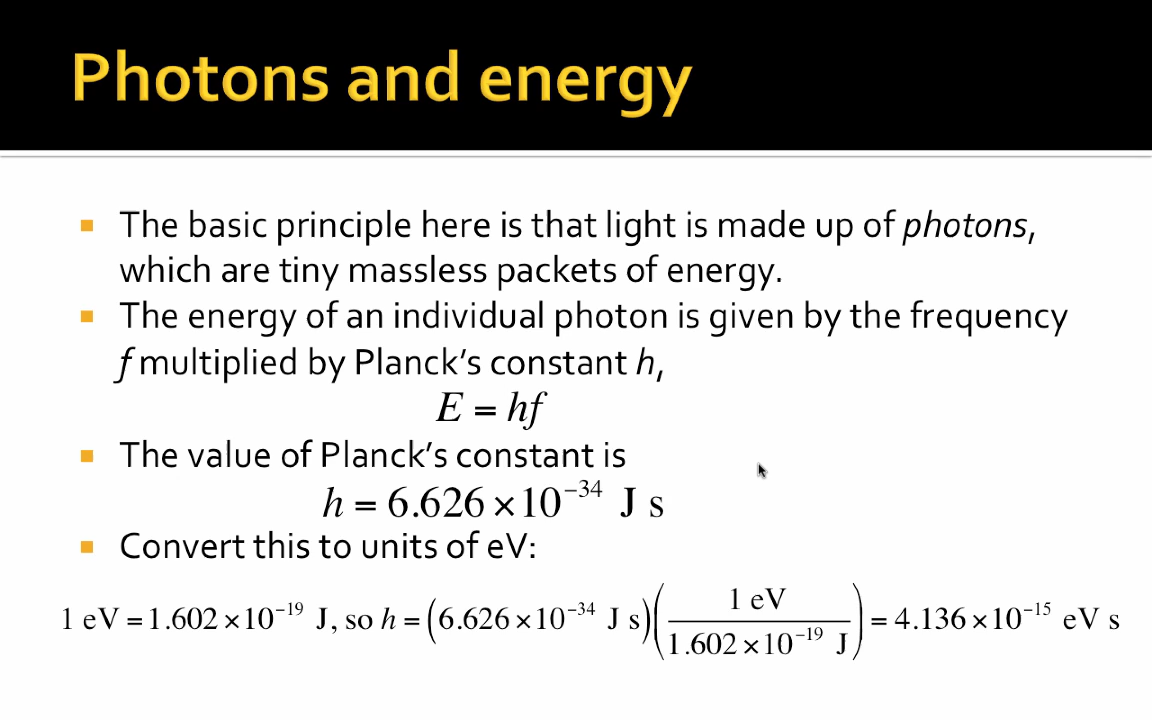 Photons and energy
The basic principle here is that light is made up of photons,
which are tiny massless packets of energy.
The energy of an individual photon is given by the frequency
f multiplied by Planck's constant h,
E = hf
The value of Planck's constant is
h = 6.626 × 10⁻³⁴ J s
Convert this to units of eV:
1 eV = 1.602 × 10⁻¹⁹ J, so h = (6.626 × 10⁻³⁴ J s)(1 eV / 1.602 × 10⁻¹⁹ J) = 4.136 × 10⁻¹⁵ eV s